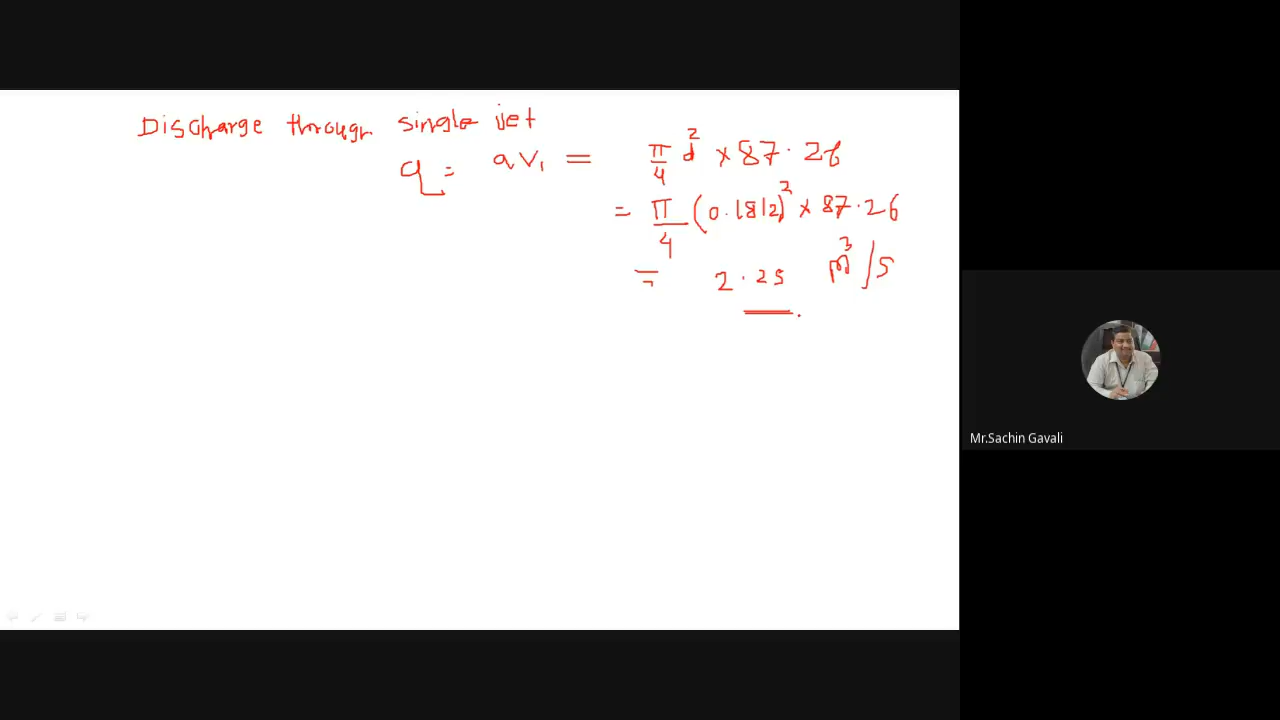 Discharge through single jet
q = a V₁ = π/4 d² × 87.26
= π/4 (0.1812)² × 87.26
= 2.25 m³/s
Mr.Sachin Gavali